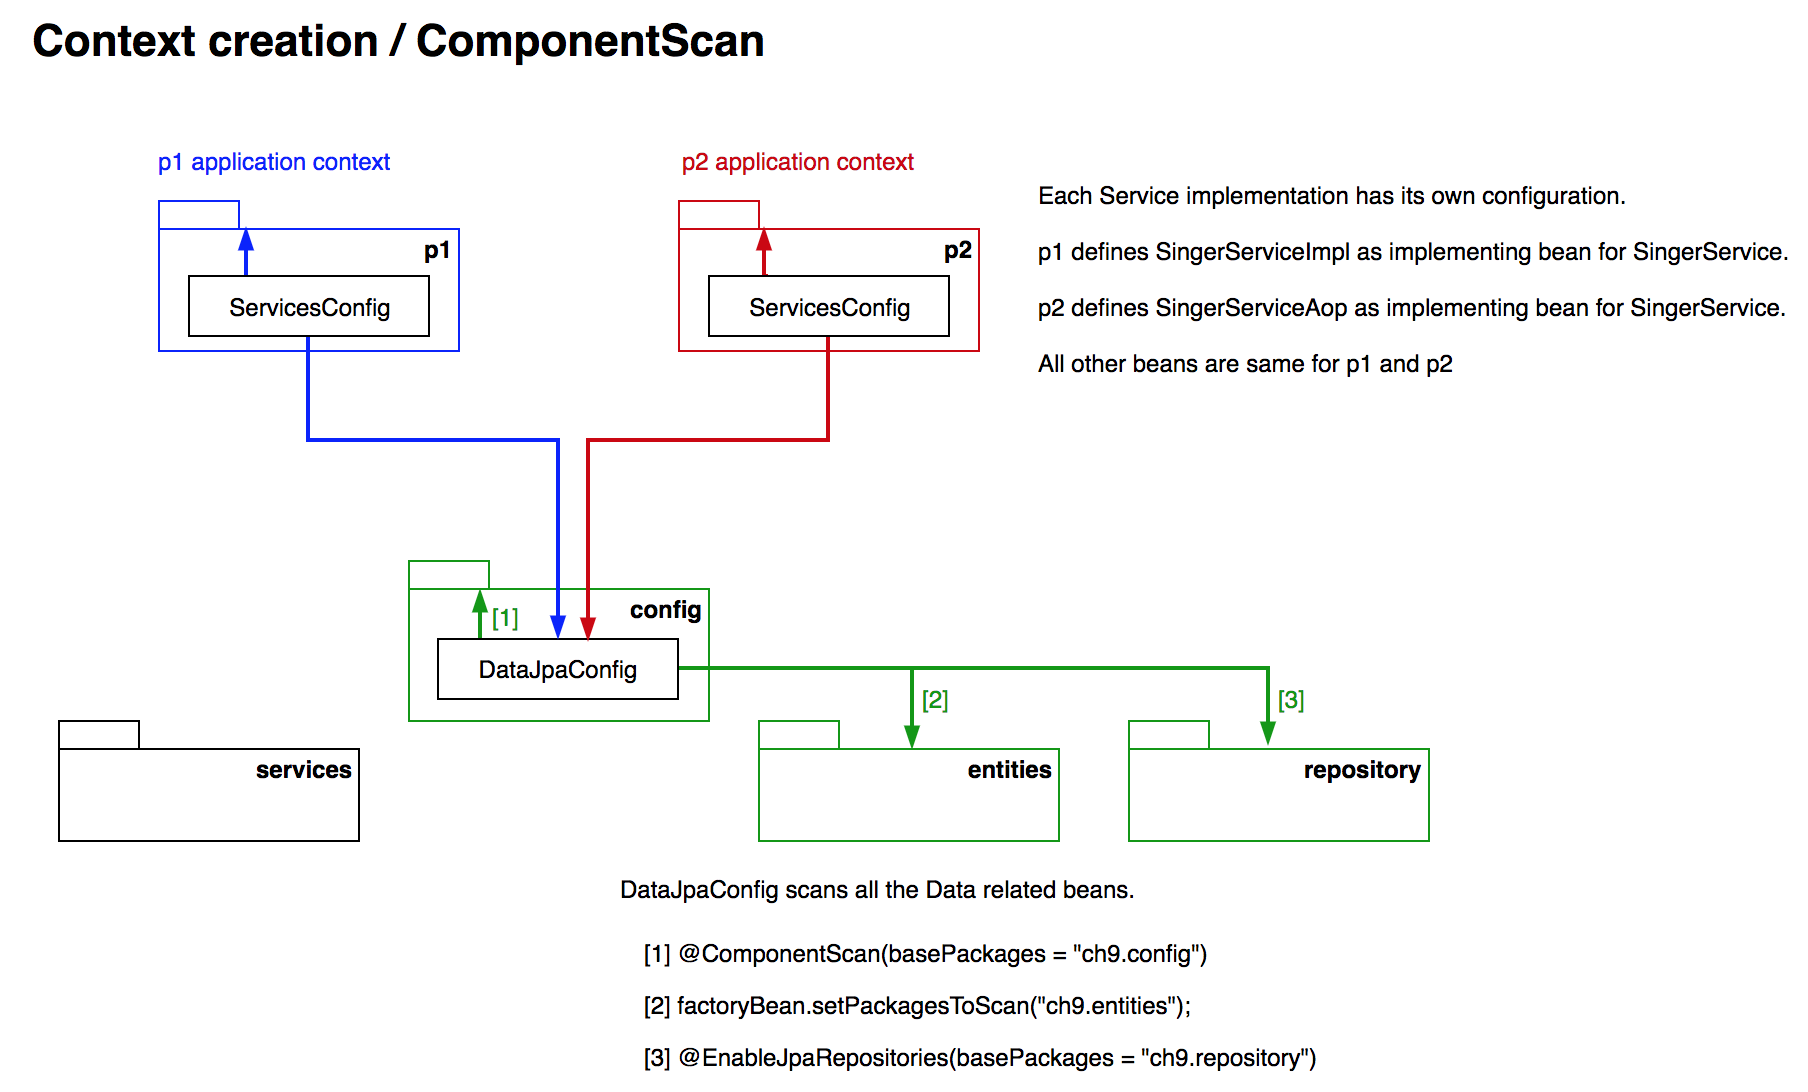 Context creation / ComponentScan
p1 application context
p2 application context
Each Service implementation has its own configuration.
p1 defines SingerServiceImpl as implementing bean for SingerService.
p2 defines SingerServiceAop as implementing bean for SingerService.
All other beans are same for p1 and p2
p1
ServicesConfig
p2
ServicesConfig
config
[1]
DataJpaConfig
[2]
[3]
services
entities
repository
DataJpaConfig scans all the Data related beans.
[1] @ComponentScan(basePackages = "ch9.config")
[2] factoryBean.setPackagesToScan("ch9.entities");
[3] @EnableJpaRepositories(basePackages = "ch9.repository")